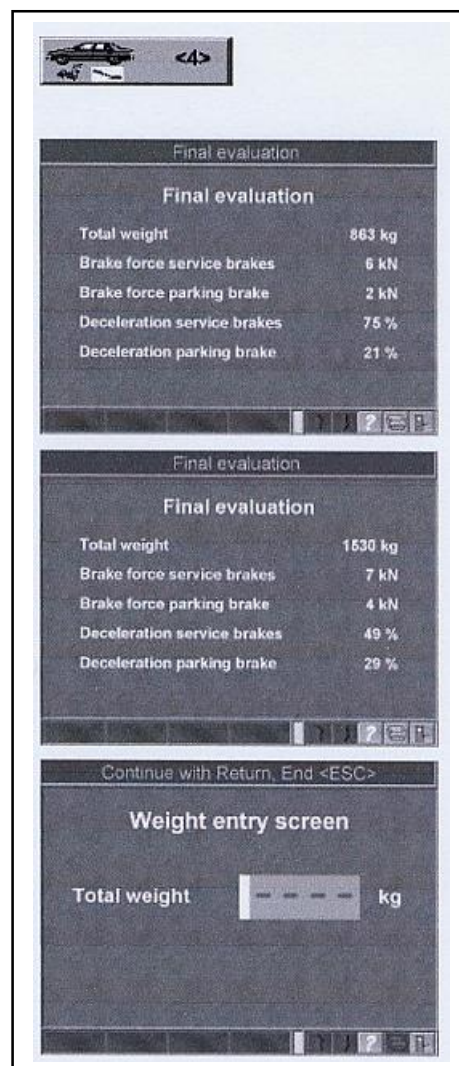 <4>
Final evaluation
Final evaluation
Total weight 863 kg
Brake force service brakes 6 kN
Brake force parking brake 2 kN
Deceleration service brakes 75 %
Deceleration parking brake 21 %
?
Final evaluation
Final evaluation
Total weight 1530 kg
Brake force service brakes 7 kN
Brake force parking brake 4 kN
Deceleration service brakes 49 %
Deceleration parking brake 29 %
?
Continue with Return, End <ESC>
Weight entry screen
Total weight - - - - kg
?